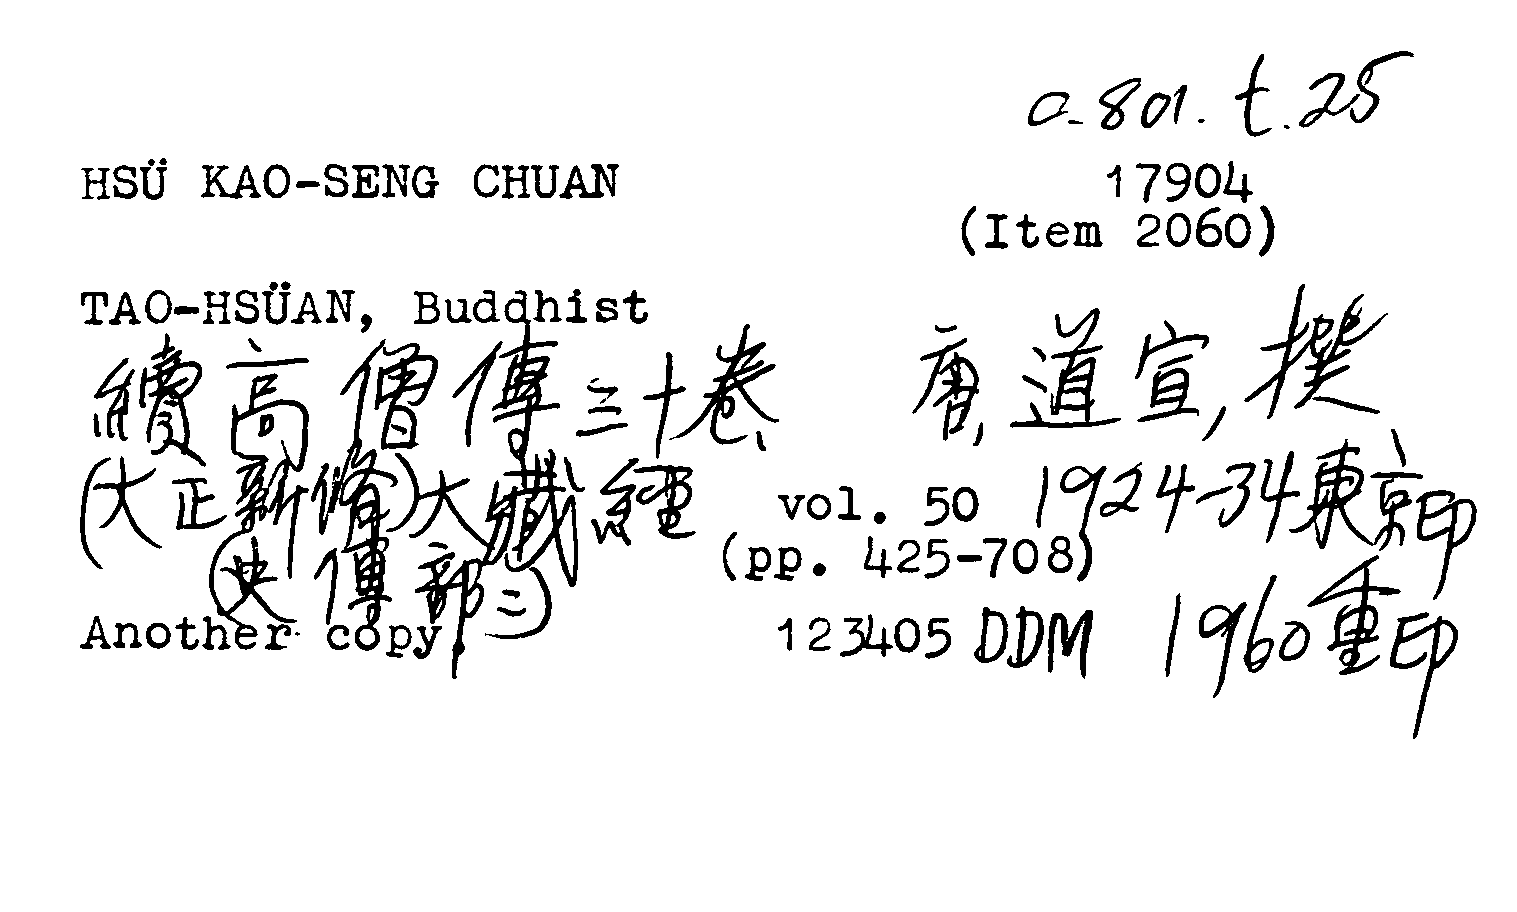 c.801.t.25
HSÜ KAO-SENG CHUAN 17904
(Item 2060)
TAO-HSÜAN, Buddhist
續高僧傳三十卷 唐,道宣,撰
(大正新脩)大藏經 vol. 50 1924-34東京印
(史傳部二) (pp. 425-708)
Another copy. 123405 DDM 1960重印